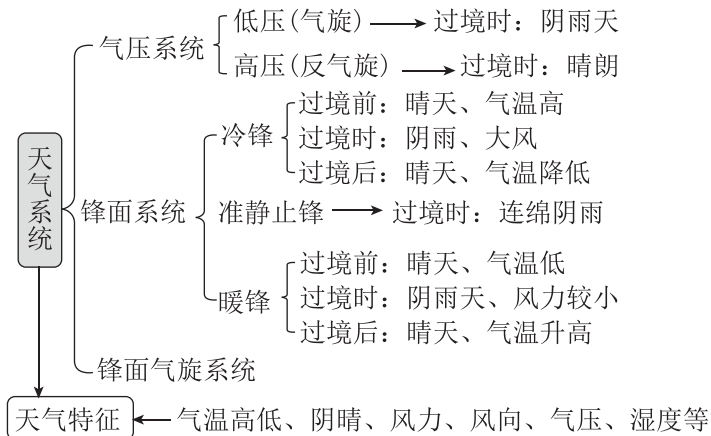 低压(气旋)→过境时：阴雨天
气压系统
高压(反气旋)→过境时：晴朗
过境前：晴天、气温高
冷锋
过境时：阴雨、大风
过境后：晴天、气温降低
天气系统
锋面系统
准静止锋→过境时：连绵阴雨
过境前：晴天、气温低
暖锋
过境时：阴雨天、风力较小
过境后：晴天、气温升高
锋面气旋系统
天气特征←气温高低、阴晴、风力、风向、气压、湿度等